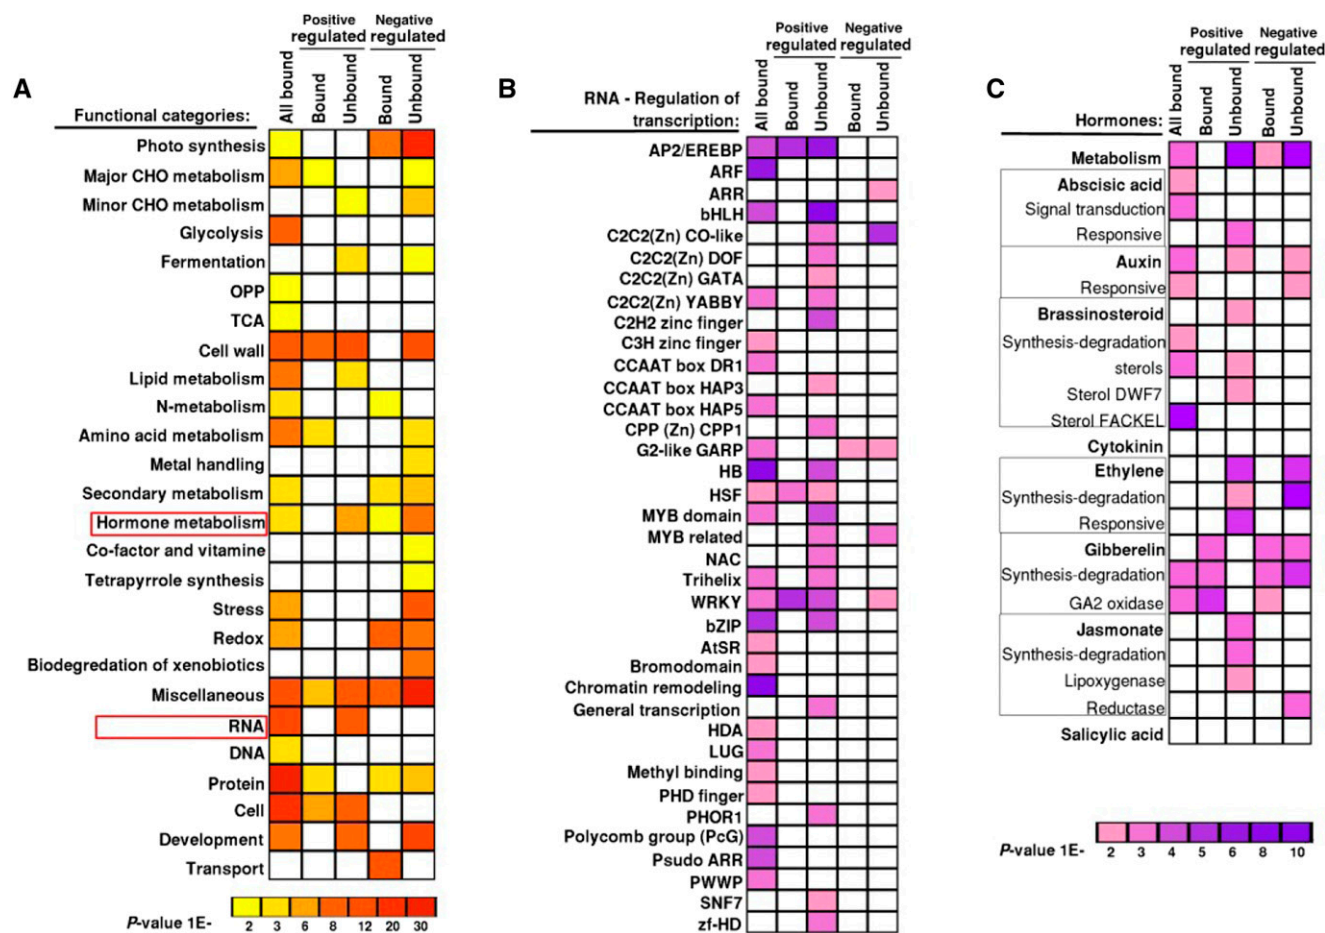 A
Functional categories:
Positive
regulated
Negative
regulated
All bound
Bound
Unbound
Bound
Unbound
Photo synthesis
Major CHO metabolism
Minor CHO metabolism
Glycolysis
Fermentation
OPP
TCA
Cell wall
Lipid metabolism
N-metabolism
Amino acid metabolism
Metal handling
Secondary metabolism
Hormone metabolism
Co-factor and vitamine
Tetrapyrrole synthesis
Stress
Redox
Biodegredation of xenobiotics
Miscellaneous
RNA
DNA
Protein
Cell
Development
Transport
P-value 1E-
2 3 6 8 12 20 30
B
RNA - Regulation of
transcription:
Positive
regulated
Negative
regulated
All bound
Bound
Unbound
Bound
Unbound
AP2/EREBP
ARF
ARR
bHLH
C2C2(Zn) CO-like
C2C2(Zn) DOF
C2C2(Zn) GATA
C2C2(Zn) YABBY
C2H2 zinc finger
C3H zinc finger
CCAAT box DR1
CCAAT box HAP3
CCAAT box HAP5
CPP (Zn) CPP1
G2-like GARP
HB
HSF
MYB domain
MYB related
NAC
Trihelix
WRKY
bZIP
AtSR
Bromodomain
Chromatin remodeling
General transcription
HDA
LUG
Methyl binding
PHD finger
PHOR1
Polycomb group (PcG)
Psudo ARR
PWWP
SNF7
zf-HD
C
Hormones:
Positive
regulated
Negative
regulated
All bound
Bound
Unbound
Bound
Unbound
Metabolism
Abscisic acid
Signal transduction
Responsive
Auxin
Responsive
Brassinosteroid
Synthesis-degradation
sterols
Sterol DWF7
Sterol FACKEL
Cytokinin
Ethylene
Synthesis-degradation
Responsive
Gibberelin
Synthesis-degradation
GA2 oxidase
Jasmonate
Synthesis-degradation
Lipoxygenase
Reductase
Salicylic acid
P-value 1E-
2 3 4 5 6 8 10